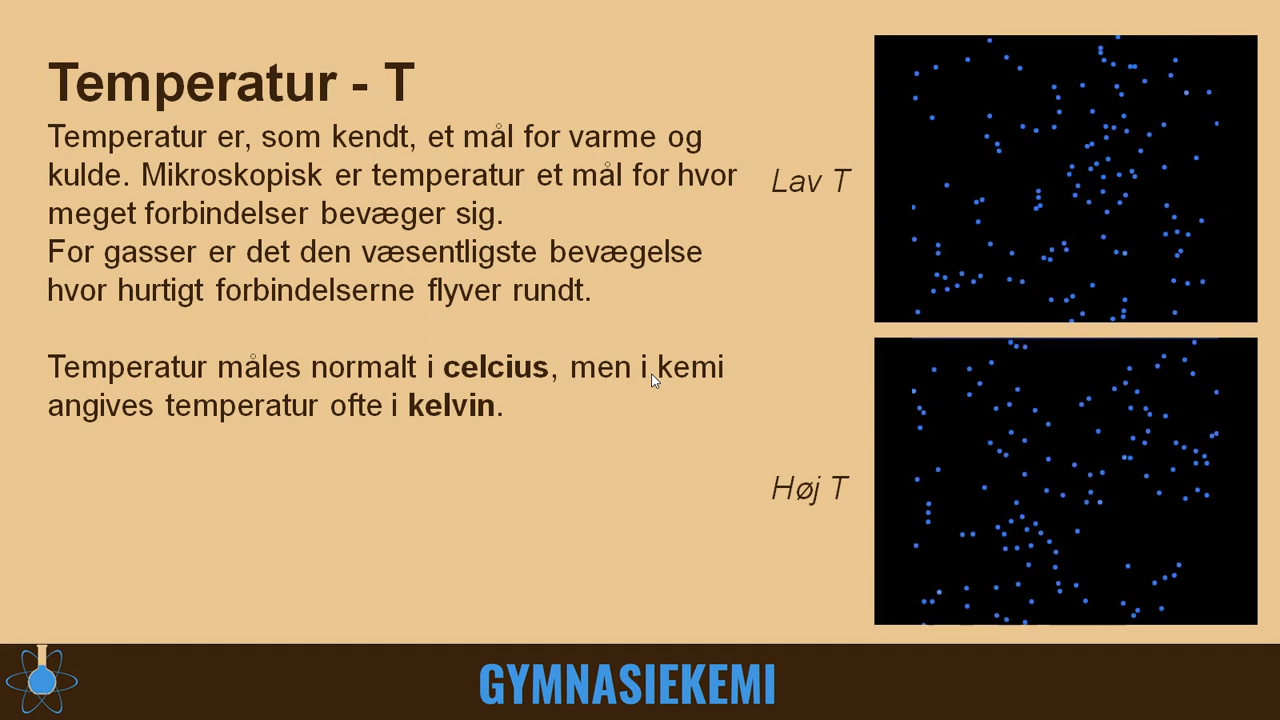 Temperatur - T
Temperatur er, som kendt, et mål for varme og
kulde. Mikroskopisk er temperatur et mål for hvor
meget forbindelser bevæger sig.
For gasser er det den væsentligste bevægelse
hvor hurtigt forbindelserne flyver rundt.
Temperatur måles normalt i celcius, men i kemi
angives temperatur ofte i kelvin.
Lav T
Høj T
GYMNASIEKEMI